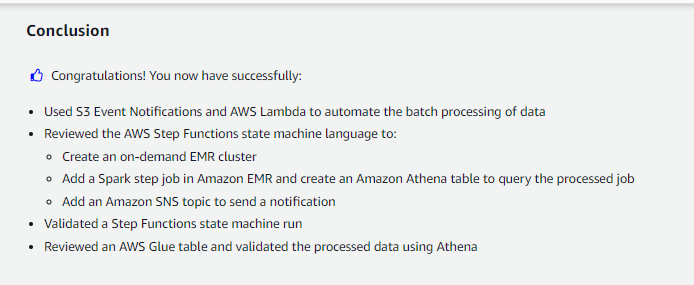 Conclusion
Congratulations! You now have successfully:
• Used S3 Event Notifications and AWS Lambda to automate the batch processing of data
• Reviewed the AWS Step Functions state machine language to:
◦ Create an on-demand EMR cluster
◦ Add a Spark step job in Amazon EMR and create an Amazon Athena table to query the processed job
◦ Add an Amazon SNS topic to send a notification
• Validated a Step Functions state machine run
• Reviewed an AWS Glue table and validated the processed data using Athena